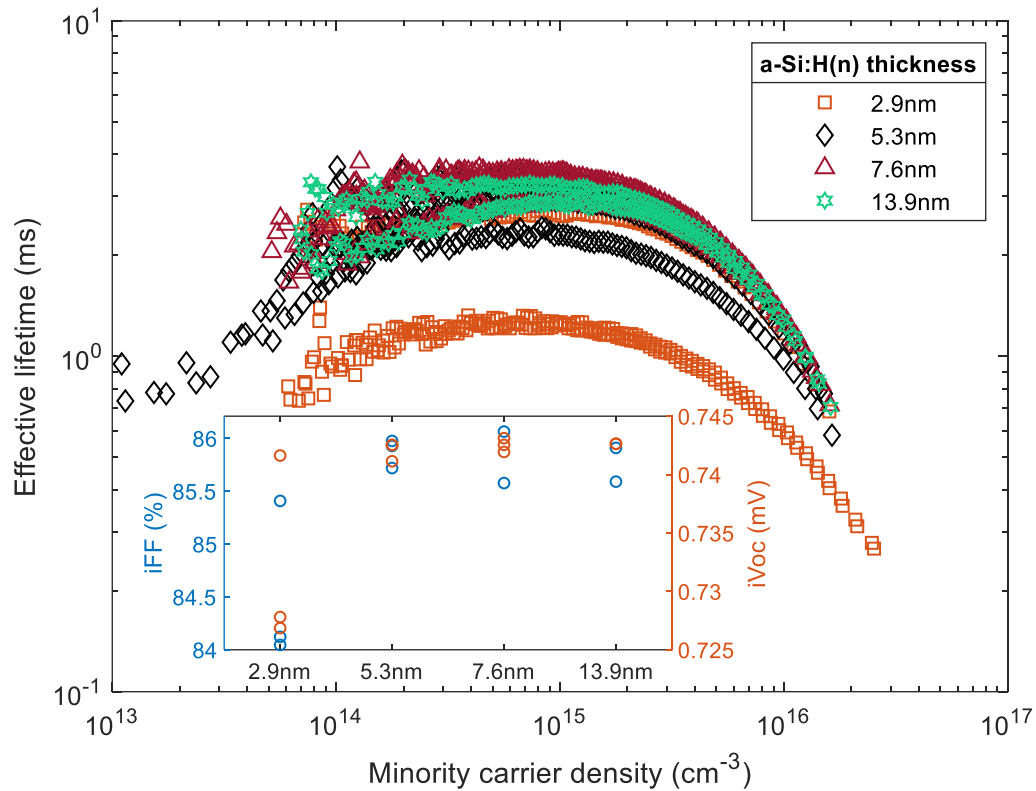 10^1
10^0
10^-1
Effective lifetime (ms)
a-Si:H(n) thickness
2.9nm
5.3nm
7.6nm
13.9nm
86
85.5
85
84.5
84
iFF (%)
0.745
0.74
0.735
0.73
0.725
iVoc (mV)
2.9nm 5.3nm 7.6nm 13.9nm
10^13 10^14 10^15 10^16 10^17
Minority carrier density (cm^-3)